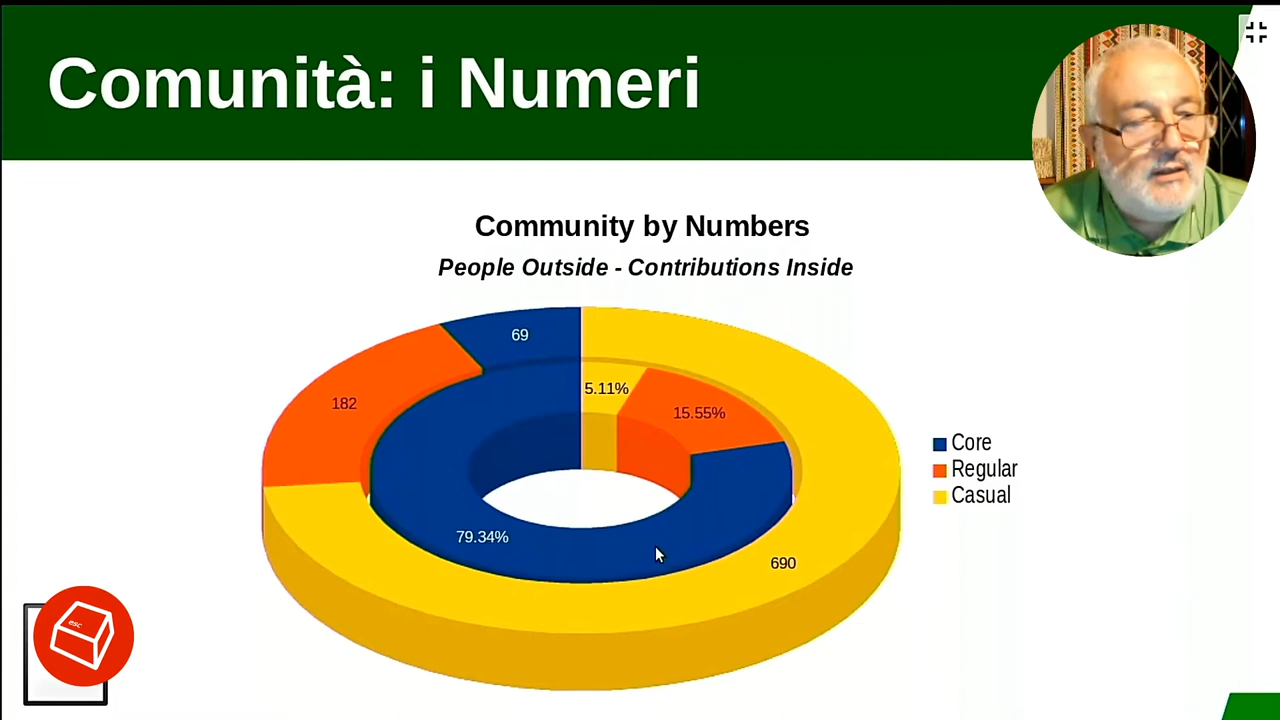 Comunità: i Numeri
Community by Numbers
People Outside - Contributions Inside
69
5.11%
182
15.55%
79.34%
690
Core
Regular
Casual
esc